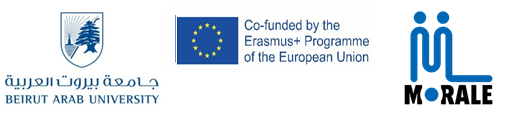 جامعة بيروت العربية
BEIRUT ARAB UNIVERSITY
Co-funded by the
Erasmus+ Programme
of the European Union
MORALE